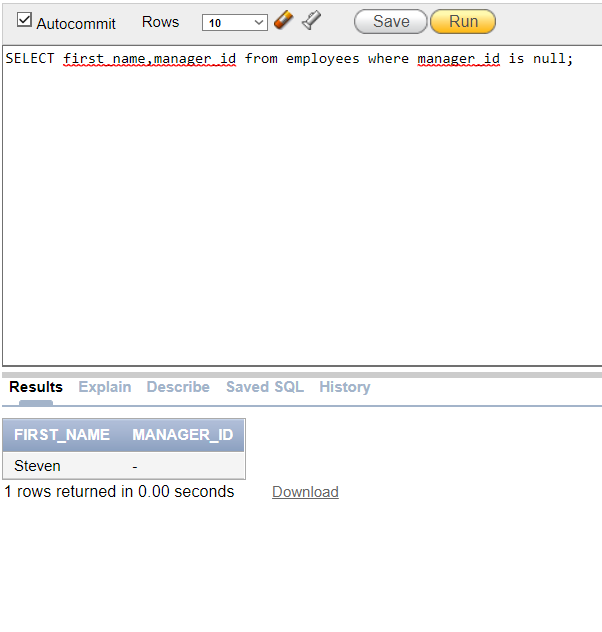 Autocommit Rows 10 Save Run
SELECT first_name,manager_id from employees where manager_id is null;
Results Explain Describe Saved SQL History
FIRST_NAME MANAGER_ID
Steven -
1 rows returned in 0.00 seconds Download